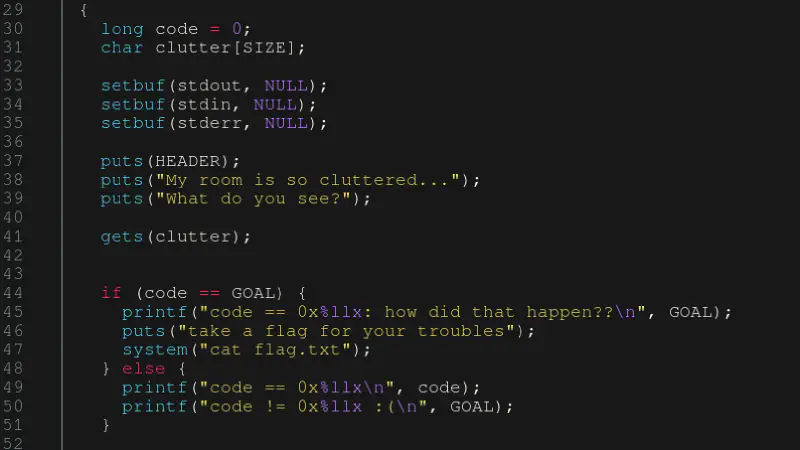 29 {
30 long code = 0;
31 char clutter[SIZE];
32
33 setbuf(stdout, NULL);
34 setbuf(stdin, NULL);
35 setbuf(stderr, NULL);
36
37 puts(HEADER);
38 puts("My room is so cluttered...");
39 puts("What do you see?");
40
41 gets(clutter);
42
43
44 if (code == GOAL) {
45 printf("code == 0x%llx: how did that happen??\n", GOAL);
46 puts("take a flag for your troubles");
47 system("cat flag.txt");
48 } else {
49 printf("code == 0x%llx\n", code);
50 printf("code != 0x%llx :(\n", GOAL);
51 }
52